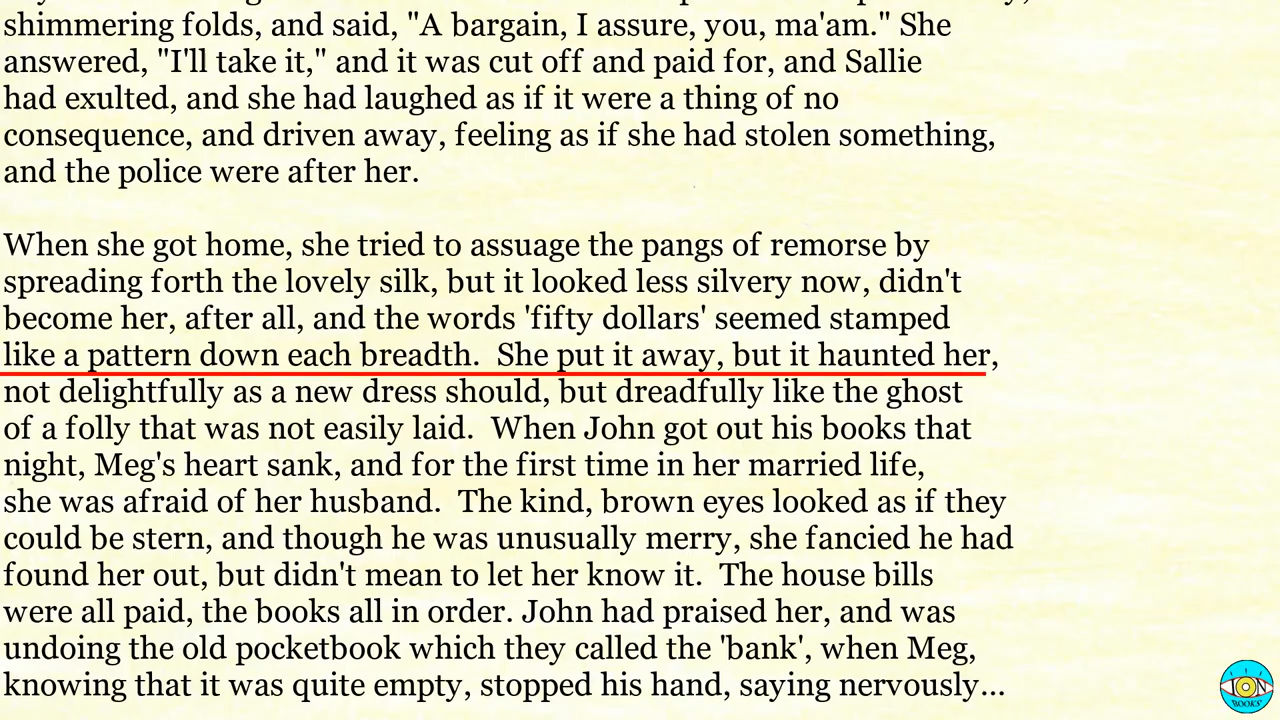 shimmering folds, and said, "A bargain, I assure, you, ma'am." She
answered, "I'll take it," and it was cut off and paid for, and Sallie
had exulted, and she had laughed as if it were a thing of no
consequence, and driven away, feeling as if she had stolen something,
and the police were after her.
When she got home, she tried to assuage the pangs of remorse by
spreading forth the lovely silk, but it looked less silvery now, didn't
become her, after all, and the words 'fifty dollars' seemed stamped
like a pattern down each breadth.  She put it away, but it haunted her,
not delightfully as a new dress should, but dreadfully like the ghost
of a folly that was not easily laid.  When John got out his books that
night, Meg's heart sank, and for the first time in her married life,
she was afraid of her husband.  The kind, brown eyes looked as if they
could be stern, and though he was unusually merry, she fancied he had
found her out, but didn't mean to let her know it.  The house bills
were all paid, the books all in order. John had praised her, and was
undoing the old pocketbook which they called the 'bank', when Meg,
knowing that it was quite empty, stopped his hand, saying nervously...
ION
BOOKS